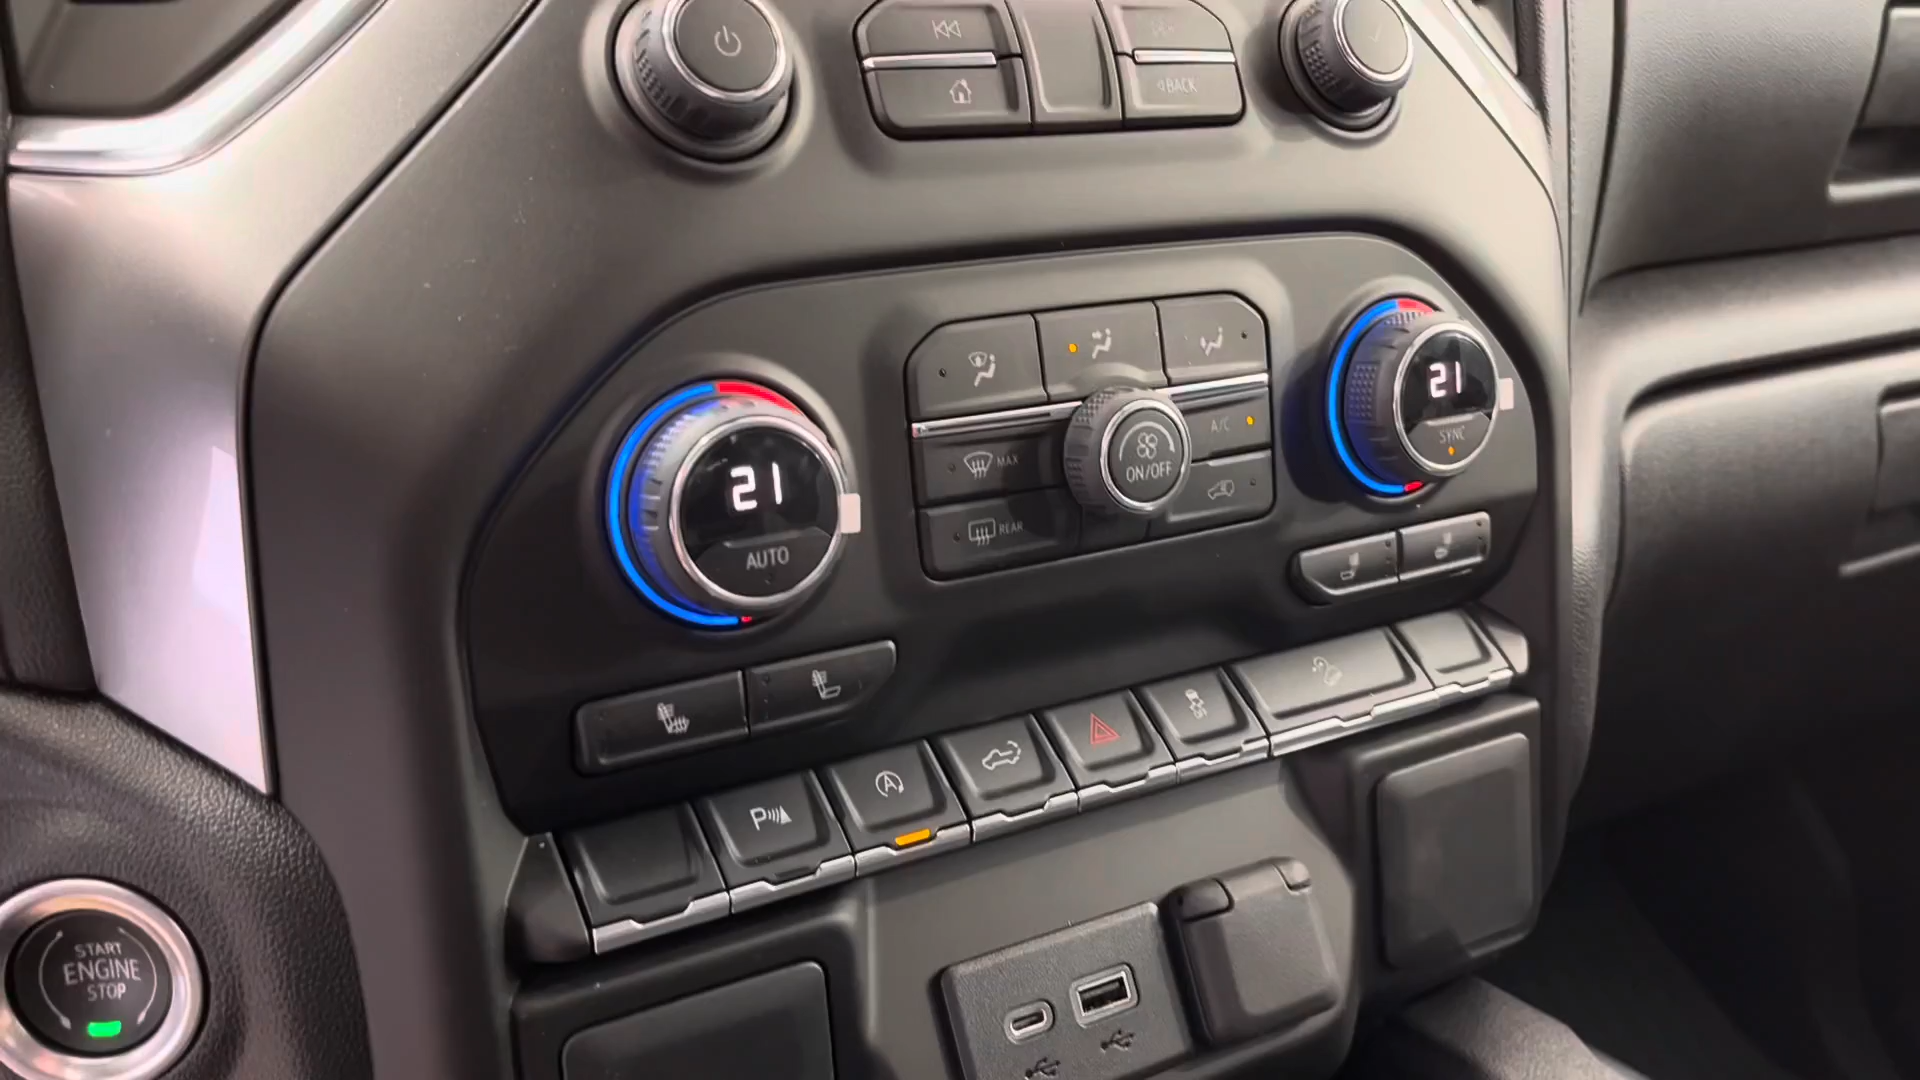 BACK
21
21
A/C
SYNC
MAX
ON/OFF
REAR
AUTO
A
P
START
ENGINE
STOP